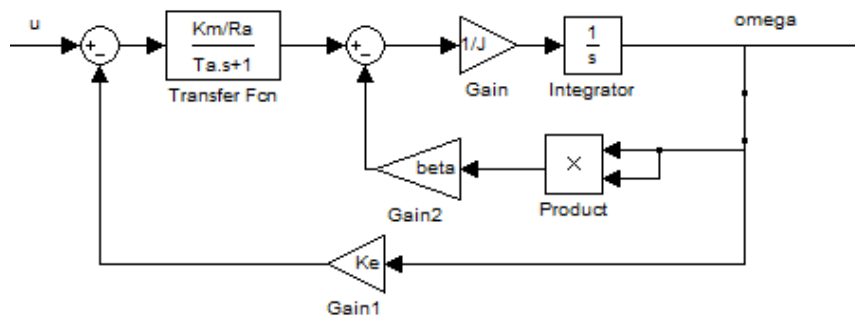 u
omega
+
−
Km/Ra
Ta.s+1
Transfer Fcn
+
−
1/J
Gain
1
s
Integrator
beta
Gain2
×
Product
Ke
Gain1